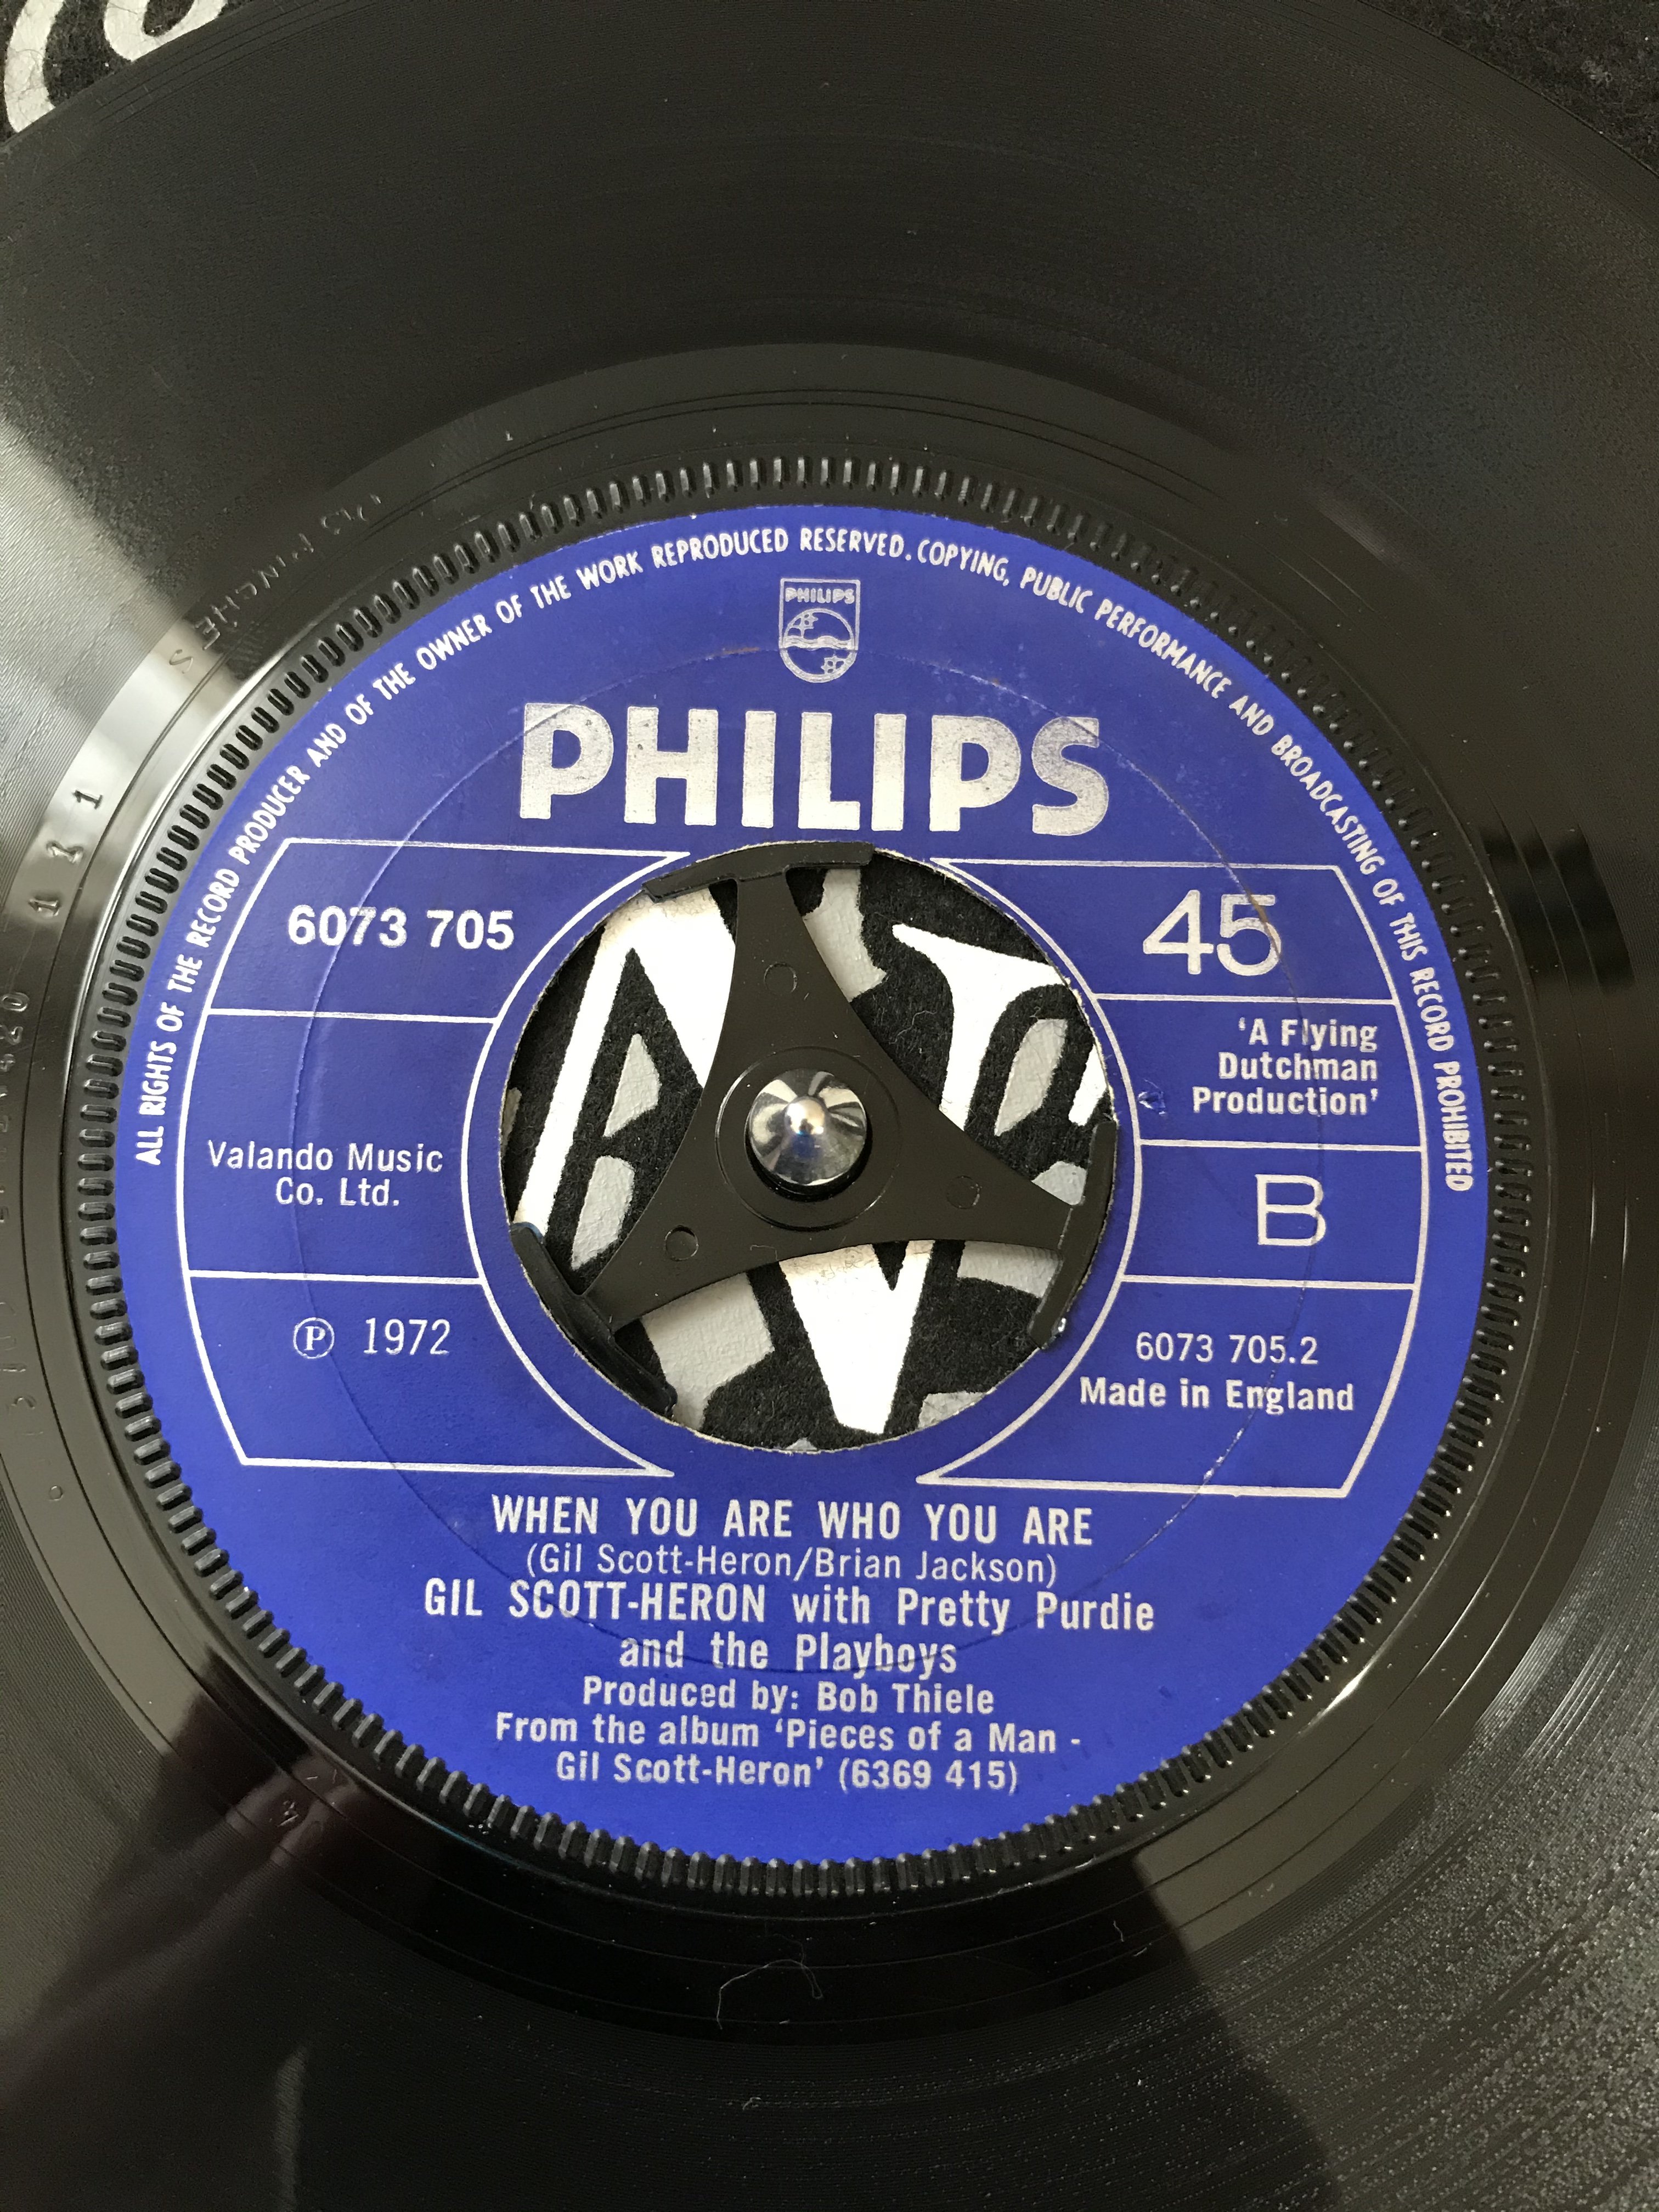 ALL RIGHTS OF THE RECORD PRODUCER AND OF THE OWNER OF THE WORK REPRODUCED RESERVED. COPYING, PUBLIC PERFORMANCE AND BROADCASTING OF THIS RECORD PROHIBITED
PHILIPS
PHILIPS
6073 705
45
'A Flying
Dutchman
Production'
Valando Music
Co. Ltd.
B
Ⓟ 1972
6073 705.2
Made in England
WHEN YOU ARE WHO YOU ARE
(Gil Scott-Heron/Brian Jackson)
GIL SCOTT-HERON with Pretty Purdie
and the Playboys
Produced by: Bob Thiele
From the album 'Pieces of a Man -
Gil Scott-Heron' (6369 415)
1 1 1